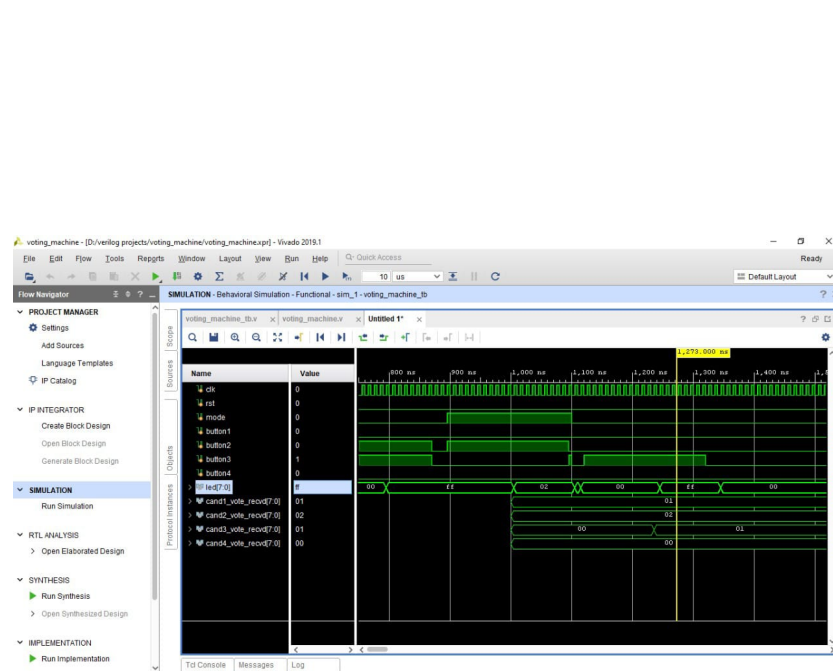 voting_machine - [D:/verilog projects/voting_machine/voting_machine.xpr] - Vivado 2019.1
File Edit Flow Tools Reports Window Layout View Run Help Q- Quick Access Ready
10 us Default Layout
Flow Navigator ? SIMULATION - Behavioral Simulation - Functional - sim_1 - voting_machine_tb ?
PROJECT MANAGER
Settings
Add Sources
Language Templates
IP Catalog
IP INTEGRATOR
Create Block Design
Open Block Design
Generate Block Design
SIMULATION
Run Simulation
RTL ANALYSIS
Open Elaborated Design
SYNTHESIS
Run Synthesis
Open Synthesized Design
IMPLEMENTATION
Run Implementation
Scope
Sources
Objects
Protocol Instances
voting_machine_tb.v × voting_machine.v × Untitled 1* × ?
1,273.000 ns
Name Value 800 ns 900 ns 1,000 ns 1,100 ns 1,200 ns 1,300 ns 1,400 ns
clk 0
rst 0
mode 0
button1 0
button2 0
button3 1
button4 0
led[7:0] ff 00 ff 02 00 ff 00
cand1_vote_recvd[7:0] 01 01
cand2_vote_recvd[7:0] 02 02
cand3_vote_recvd[7:0] 01 00 01
cand4_vote_recvd[7:0] 00 00
Tcl Console Messages Log